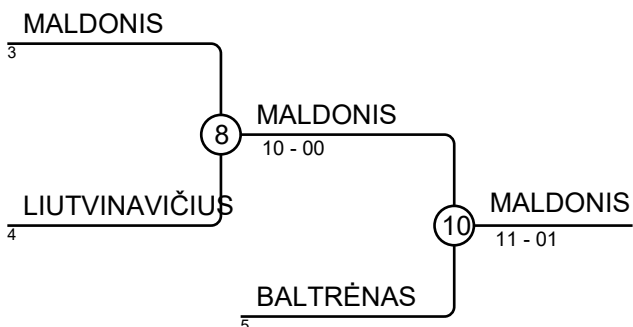 MALDONIS
3
8
MALDONIS
10 - 00
LIUTVINAVIČIUS
4
10
MALDONIS
11 - 01
BALTRĖNAS
5